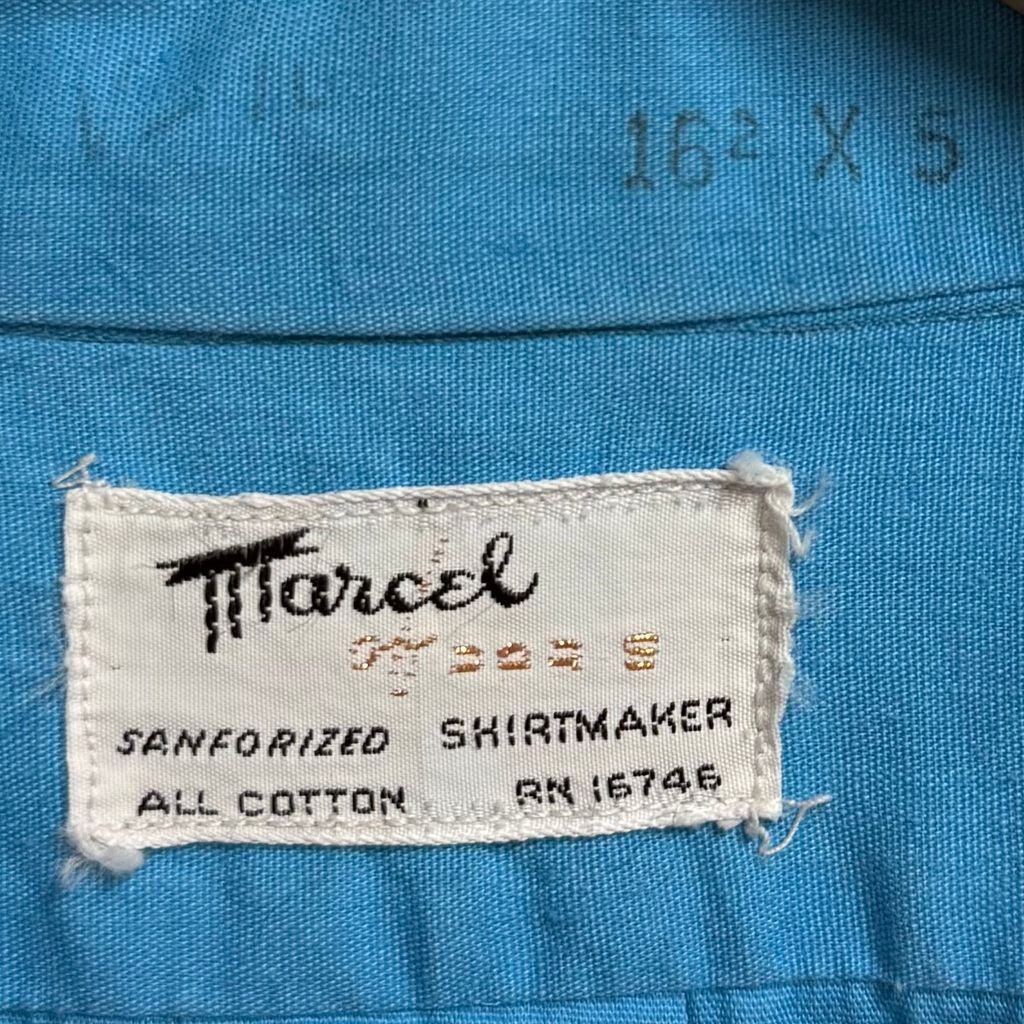 16² X 5
Marcel
SANFORIZED SHIRTMAKER
ALL COTTON RN 16746